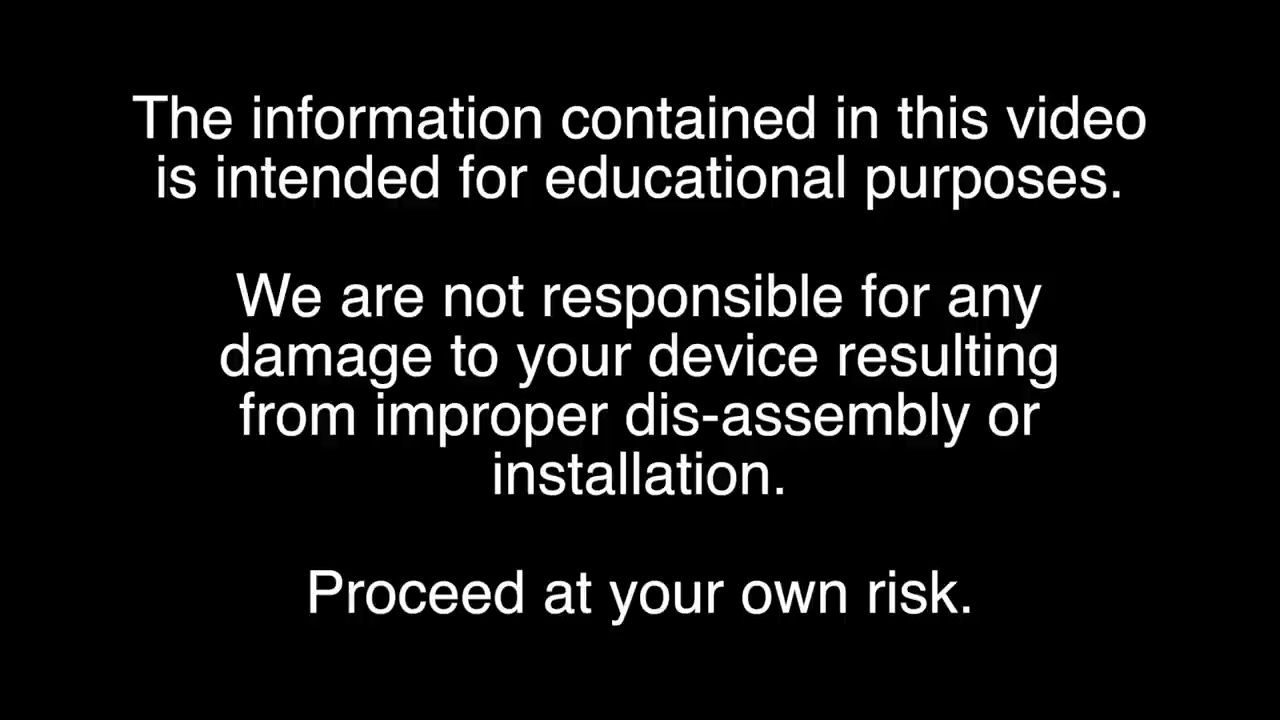 The information contained in this video
is intended for educational purposes.
We are not responsible for any
damage to your device resulting
from improper dis-assembly or
installation.
Proceed at your own risk.